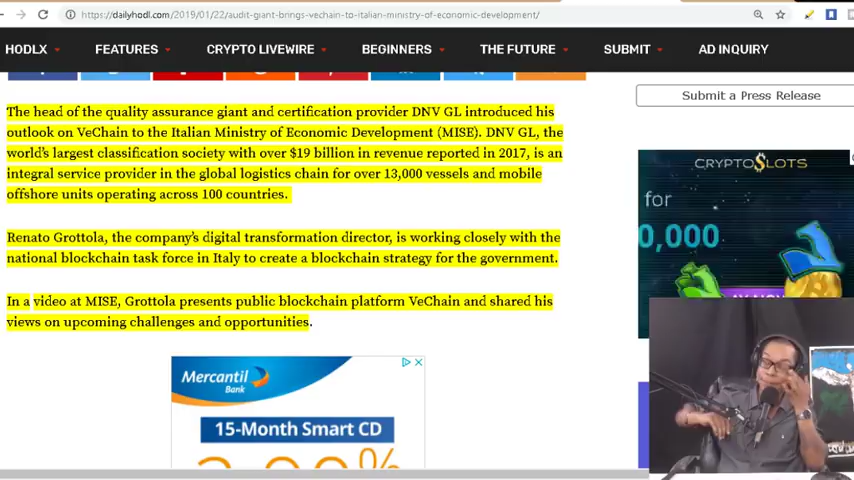 https://dailyhodl.com/2019/01/22/audit-giant-brings-vechain-to-italian-ministry-of-economic-development/
HODLX FEATURES CRYPTO LIVEWIRE BEGINNERS THE FUTURE SUBMIT AD INQUIRY
Submit a Press Release
The head of the quality assurance giant and certification provider DNV GL introduced his
outlook on VeChain to the Italian Ministry of Economic Development (MISE). DNV GL, the
world's largest classification society with over $19 billion in revenue reported in 2017, is an
integral service provider in the global logistics chain for over 13,000 vessels and mobile
offshore units operating across 100 countries.
Renato Grottola, the company's digital transformation director, is working closely with the
national blockchain task force in Italy to create a blockchain strategy for the government.
In a video at MISE, Grottola presents public blockchain platform VeChain and shared his
views on upcoming challenges and opportunities.
CRYPTOSLOTS
for
0,000
Mercantil
Bank
15-Month Smart CD